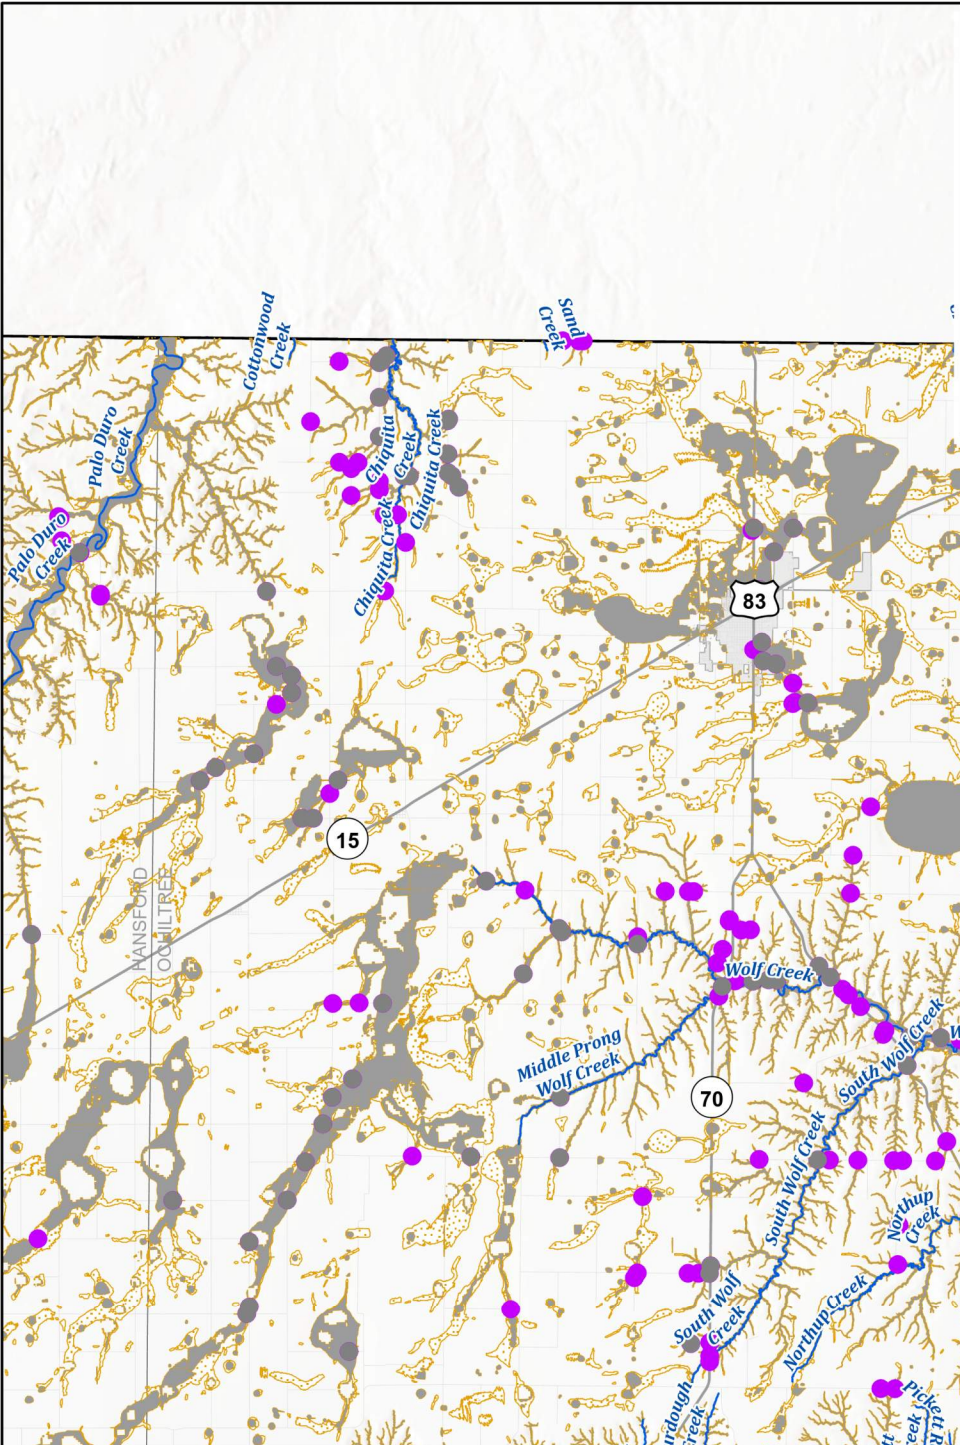 Cottonwood
Creek
Sand
Creek
Palo Duro
Creek
Chiquita
Creek
Chiquita Creek
Palo Duro
Creek
Chiquita Creek
83
15
HANSFORD
OCHILTREE
Wolf Creek
Middle Prong
Wolf Creek
South Wolf Creek
70
South Wolf Creek
Northup
Creek
South Wolf
Creek
Northup Creek